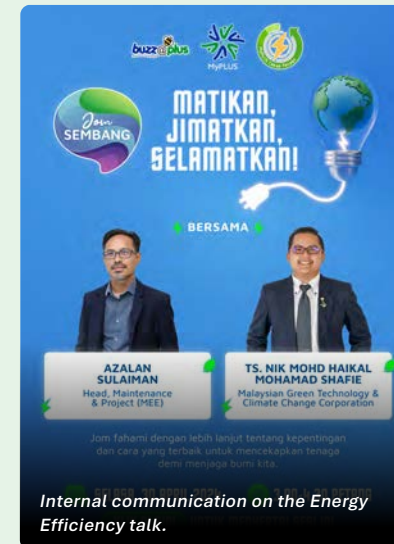 buzz@plus
MyPLUS
Jom
SEMBANG
MATIKAN,
JIMATKAN,
SELAMATKAN!
BERSAMA
AZALAN
SULAIMAN
Head, Maintenance
& Project (MEE)
TS. NIK MOHD HAIKAL
MOHAMAD SHAFIE
Malaysian Green Technology &
Climate Change Corporation
Jom fahami dengan lebih lanjut tentang kepentingan
dan cara yang terbaik untuk mencekapkan tenaga
demi menjaga bumi kita.
Internal communication on the Energy
Efficiency talk.